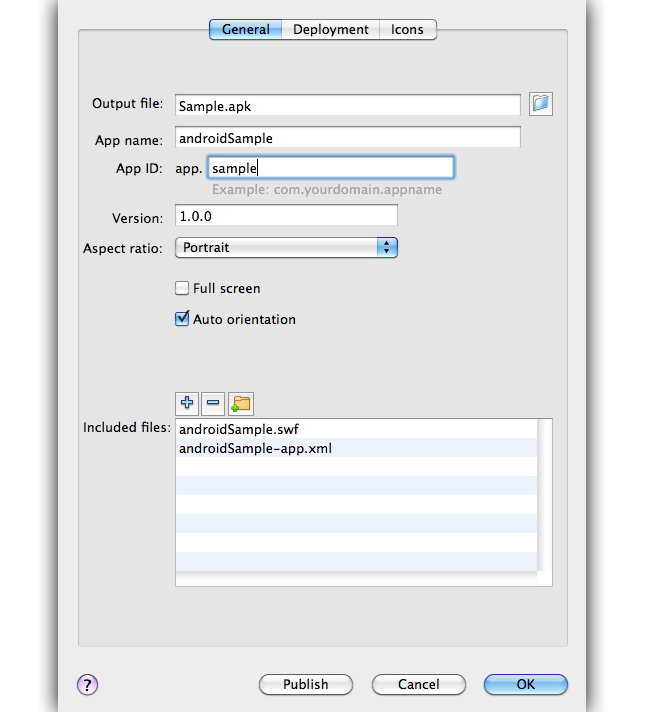 General Deployment Icons
Output file: Sample.apk
App name: androidSample
App ID: app. sample
Example: com.yourdomain.appname
Version: 1.0.0
Aspect ratio: Portrait
Full screen
Auto orientation
Included files: androidSample.swf
androidSample-app.xml
? Publish Cancel OK